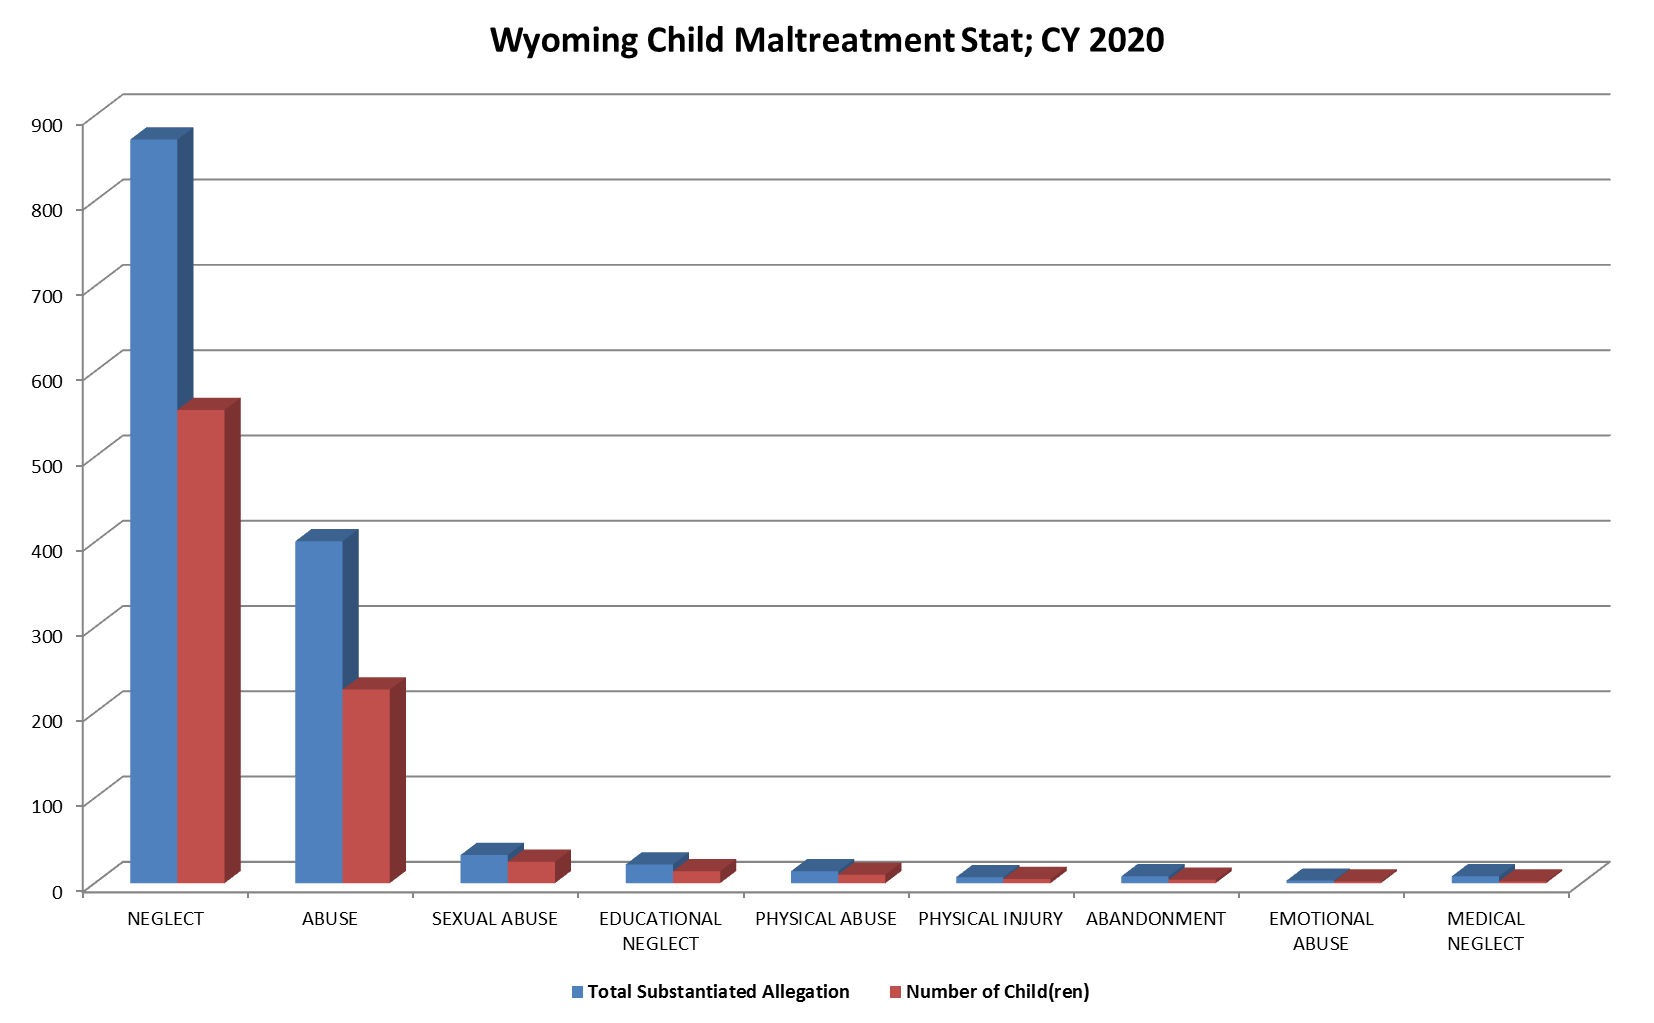 Wyoming Child Maltreatment Stat; CY 2020
900
800
700
600
500
400
300
200
100
0
NEGLECT
ABUSE
SEXUAL ABUSE
EDUCATIONAL
NEGLECT
PHYSICAL ABUSE
PHYSICAL INJURY
ABANDONMENT
EMOTIONAL
ABUSE
MEDICAL
NEGLECT
Total Substantiated Allegation
Number of Child(ren)